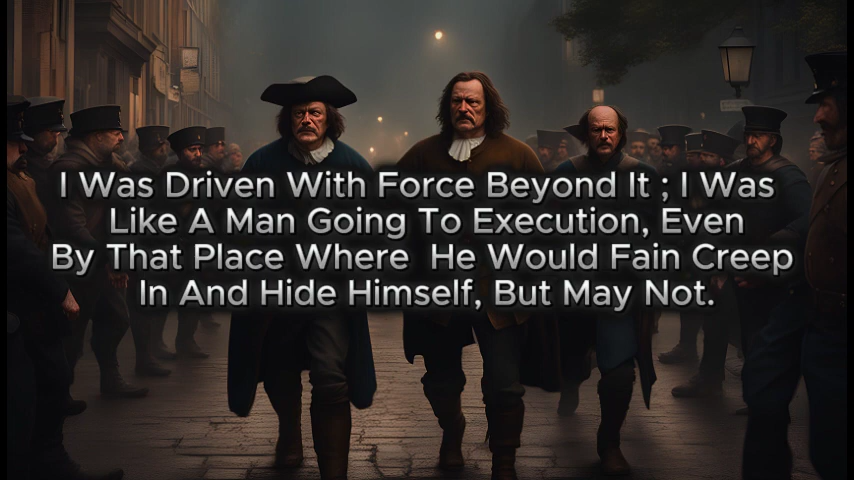 I Was Driven With Force Beyond It ; I Was
Like A Man Going To Execution, Even
By That Place Where  He Would Fain Creep
In And Hide Himself, But May Not.